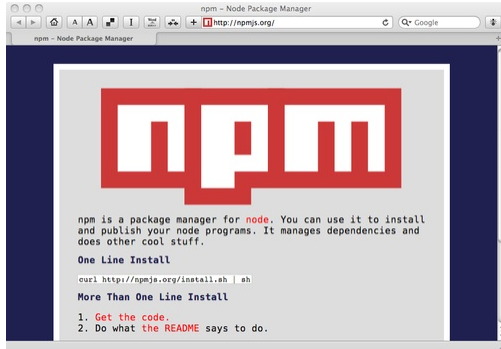 npm – Node Package Manager
A A
http://npmjs.org/
Google
npm – Node Package Manager
npm
npm is a package manager for node. You can use it to install
and publish your node programs. It manages dependencies and
does other cool stuff.
One Line Install
curl http://npmjs.org/install.sh | sh
More Than One Line Install
1. Get the code.
2. Do what the README says to do.